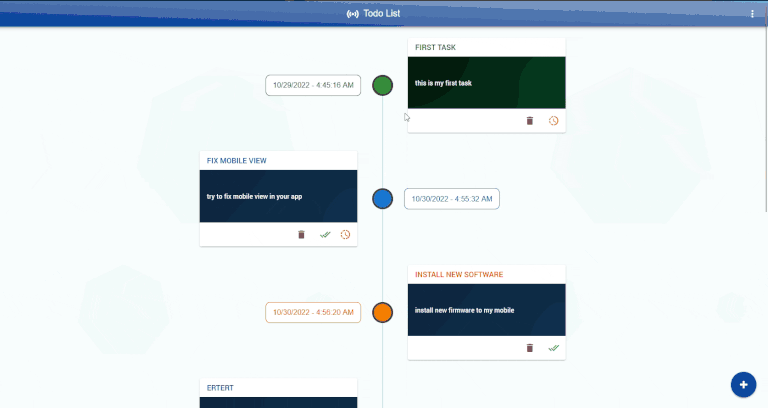 Todo List
FIRST TASK
10/29/2022 - 4:45:16 AM
this is my first task
FIX MOBILE VIEW
try to fix mobile view in your app
10/30/2022 - 4:55:32 AM
INSTALL NEW SOFTWARE
10/30/2022 - 4:56:20 AM
install new firmware to my mobile
ERTERT